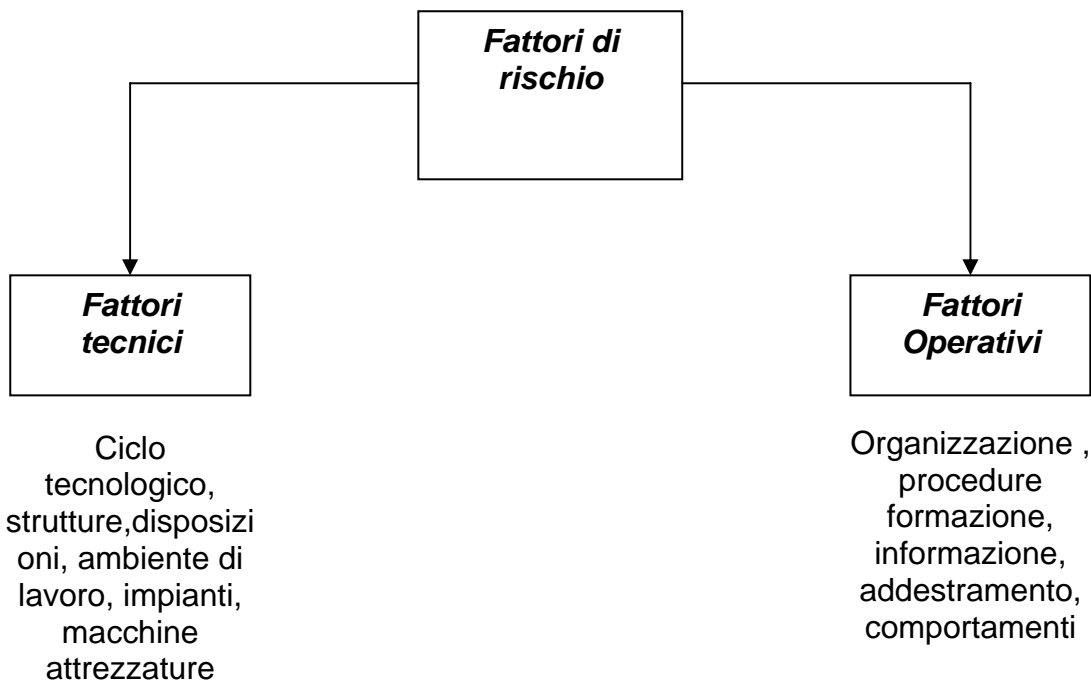 Fattori di
rischio
Fattori
tecnici
Ciclo
tecnologico,
strutture,disposizi
oni, ambiente di
lavoro, impianti,
macchine
attrezzature
Fattori
Operativi
Organizzazione ,
procedure
formazione,
informazione,
addestramento,
comportamenti